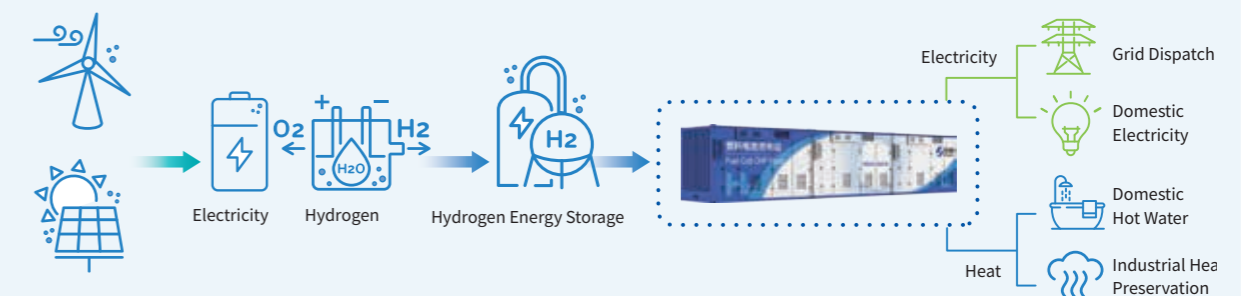 O2
+
−
H2
H2O
Electricity
Hydrogen
H2
Hydrogen Energy Storage
Electricity
Grid Dispatch
Domestic
Electricity
Domestic
Hot Water
Heat
Industrial Hea
Preservation